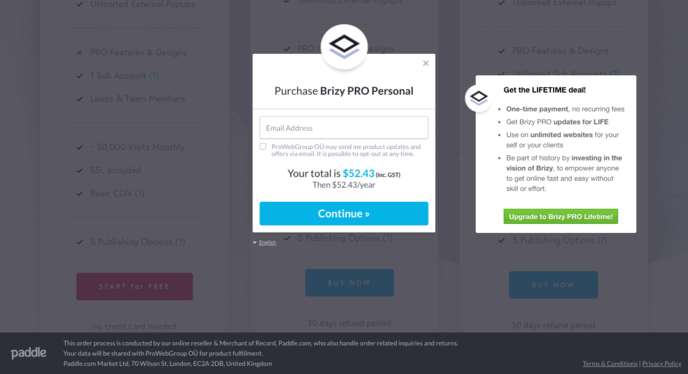 Unlimited External Popups
Unlimited External Popups
Unlimited External Popups
PRO Features & Designs
PRO Features & Designs
1 Sub Account (?)
Leads & Team Members
~ 50,000 Visits Monthly
SSL Included
Basic CDN (?)
5 Publishing Options (?)
START for FREE
no credit card needed
×
Purchase Brizy PRO Personal
Email Address
ProWebGroup OÜ may send me product updates and
offers via email. It is possible to opt-out at any time.
Your total is $52.43 (inc. GST)
Then $52.43/year
Continue »
English
5 Publishing Options (?)
BUY NOW
30 days refund period
Get the LIFETIME deal!
• One-time payment, no recurring fees
• Get Brizy PRO updates for LIFE
• Use on unlimited websites for your
self or your clients
• Be part of history by investing in the
vision of Brizy, to empower anyone
to get online fast and easy without
skill or effort.
Upgrade to Brizy PRO Lifetime!
5 Publishing Options (?)
BUY NOW
30 days refund period
paddle
This order process is conducted by our online reseller & Merchant of Record, Paddle.com, who also handle order related inquiries and returns.
Your data will be shared with ProWebGroup OÜ for product fulfillment.
Paddle.com Market Ltd, 70 Wilson St, London, EC2A 2DB, United Kingdom
Terms & Conditions | Privacy Policy